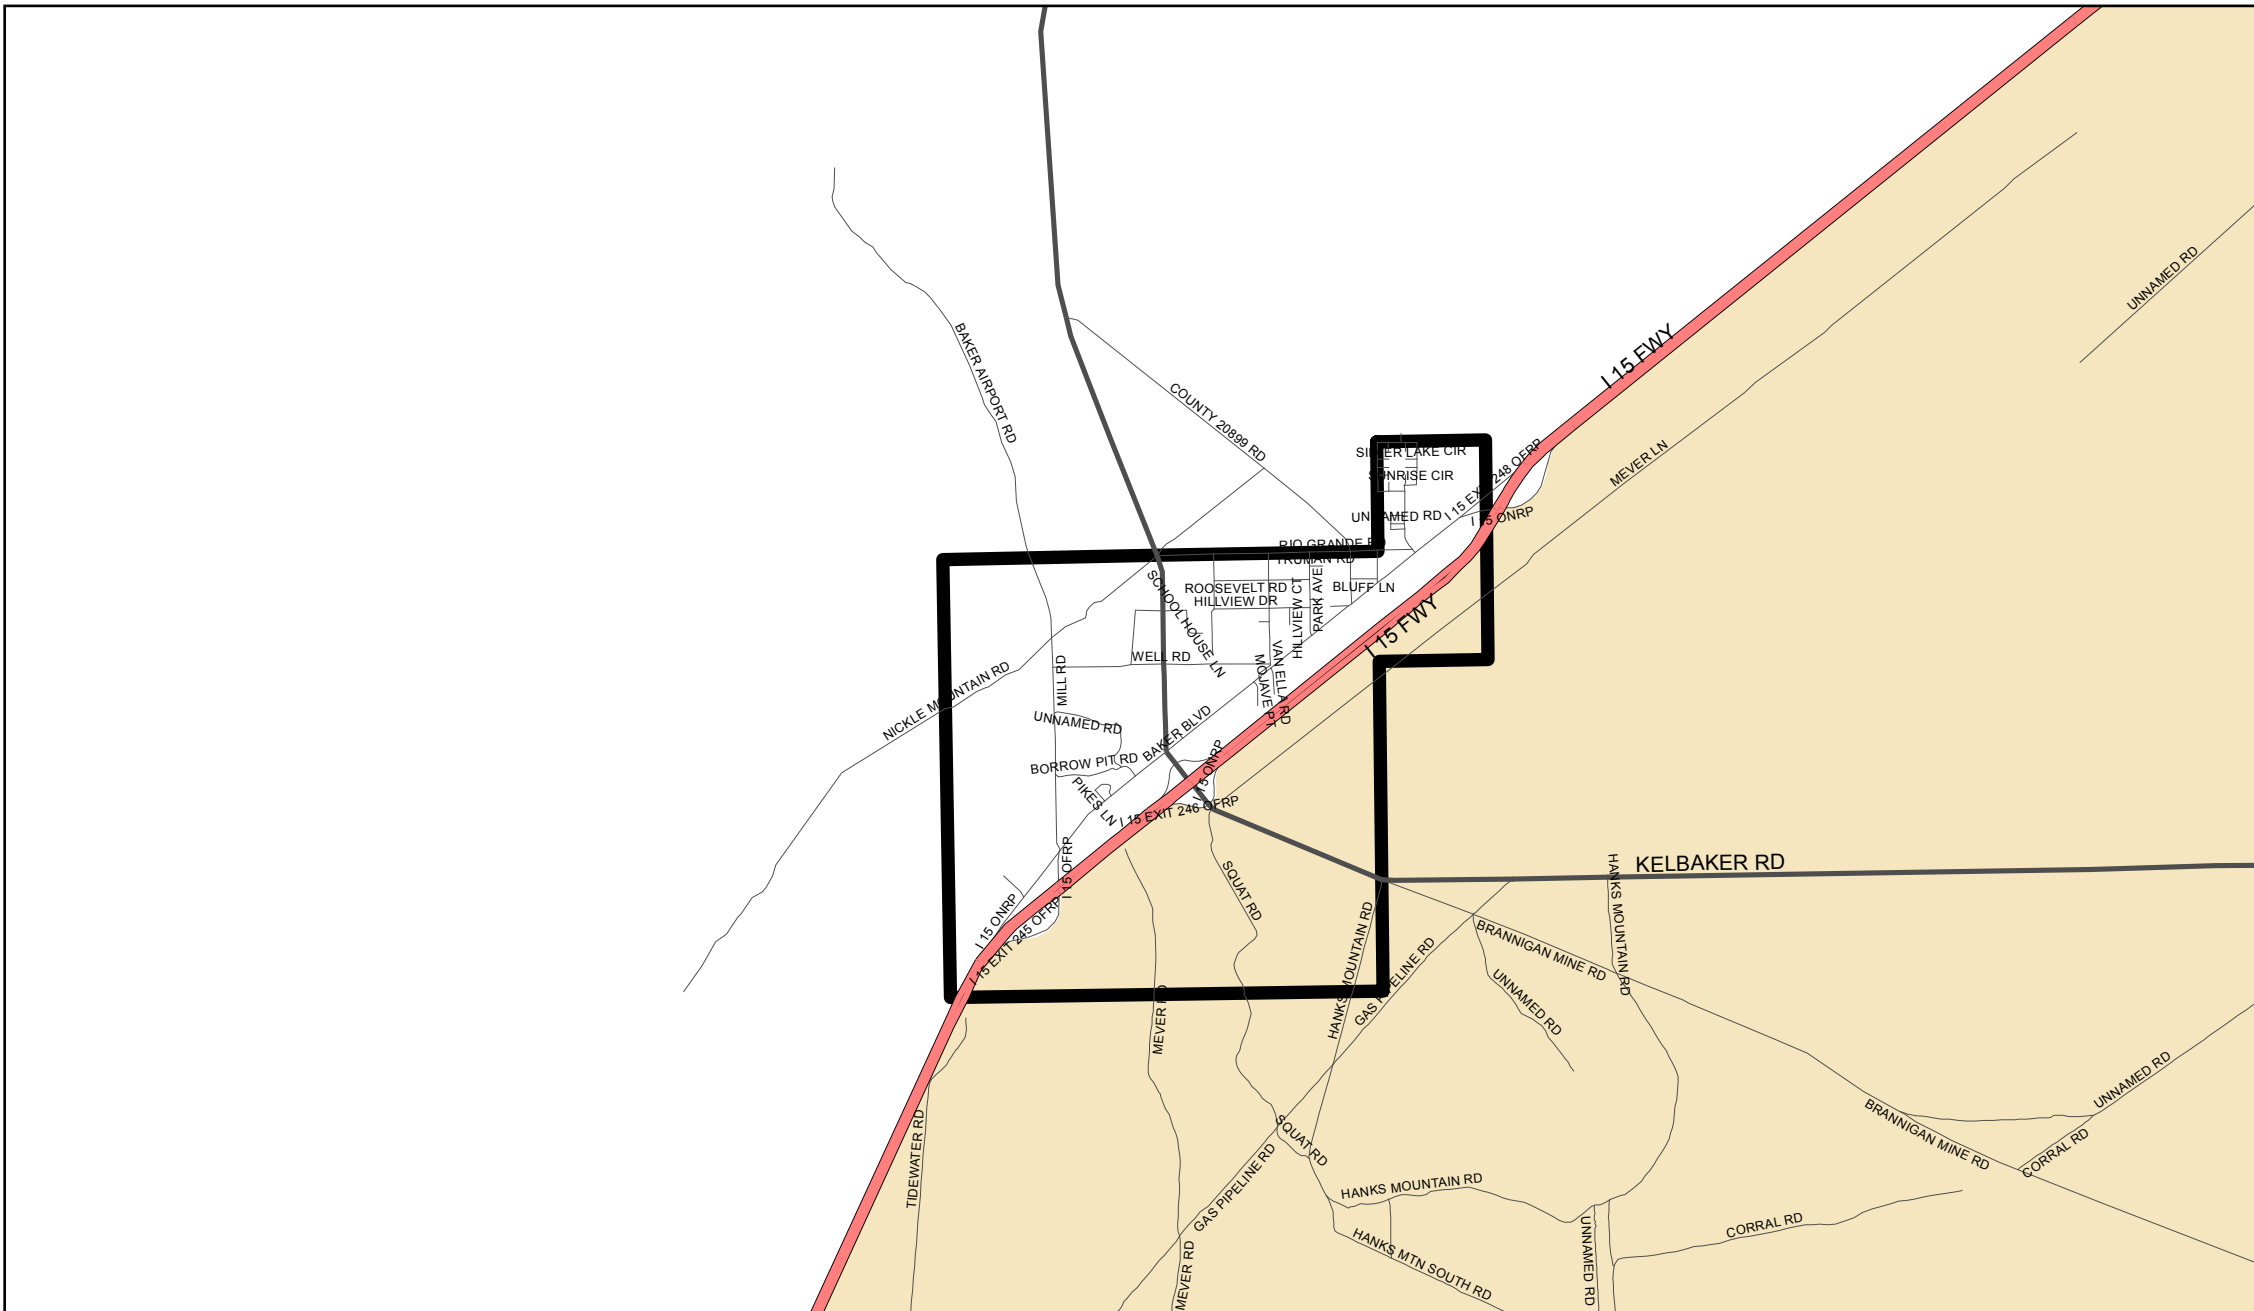 I 15 FWY
UNNAMED RD
BAKER AIRPORT RD
COUNTY 20899 RD
SILVER LAKE CIR
SUNRISE CIR
I 15 EXIT 248 OFRP
MEVER LN
UNNAMED RD
I 15 ONRP
RIO GRANDE RD
TRUMAN RD
ROOSEVELT RD
BLUFF LN
HILLVIEW DR
HILLVIEW CT
PARK AVE
SCHOOL HOUSE LN
I 15 FWY
WELL RD
MILL RD
VAN ELLA RD
MOJAVE PT
NICKLE MOUNTAIN RD
UNNAMED RD
BAKER BLVD
BORROW PIT RD
I 15 ONRP
PIKES LN
I 15 EXIT 246 OFRP
I 15 OFRP
KELBAKER RD
SQUAT RD
HANKS MOUNTAIN RD
I 15 ONRP
I 15 EXIT 245 OFRP
HANKS MOUNTAIN RD
GAS PIPELINE RD
BRANNIGAN MINE RD
UNNAMED RD
MEVER RD
UNNAMED RD
BRANNIGAN MINE RD
CORRAL RD
TIDEWATER RD
SQUAT RD
GAS PIPELINE RD
HANKS MOUNTAIN RD
CORRAL RD
UNNAMED RD
HANKS MTN SOUTH RD
MEVER RD